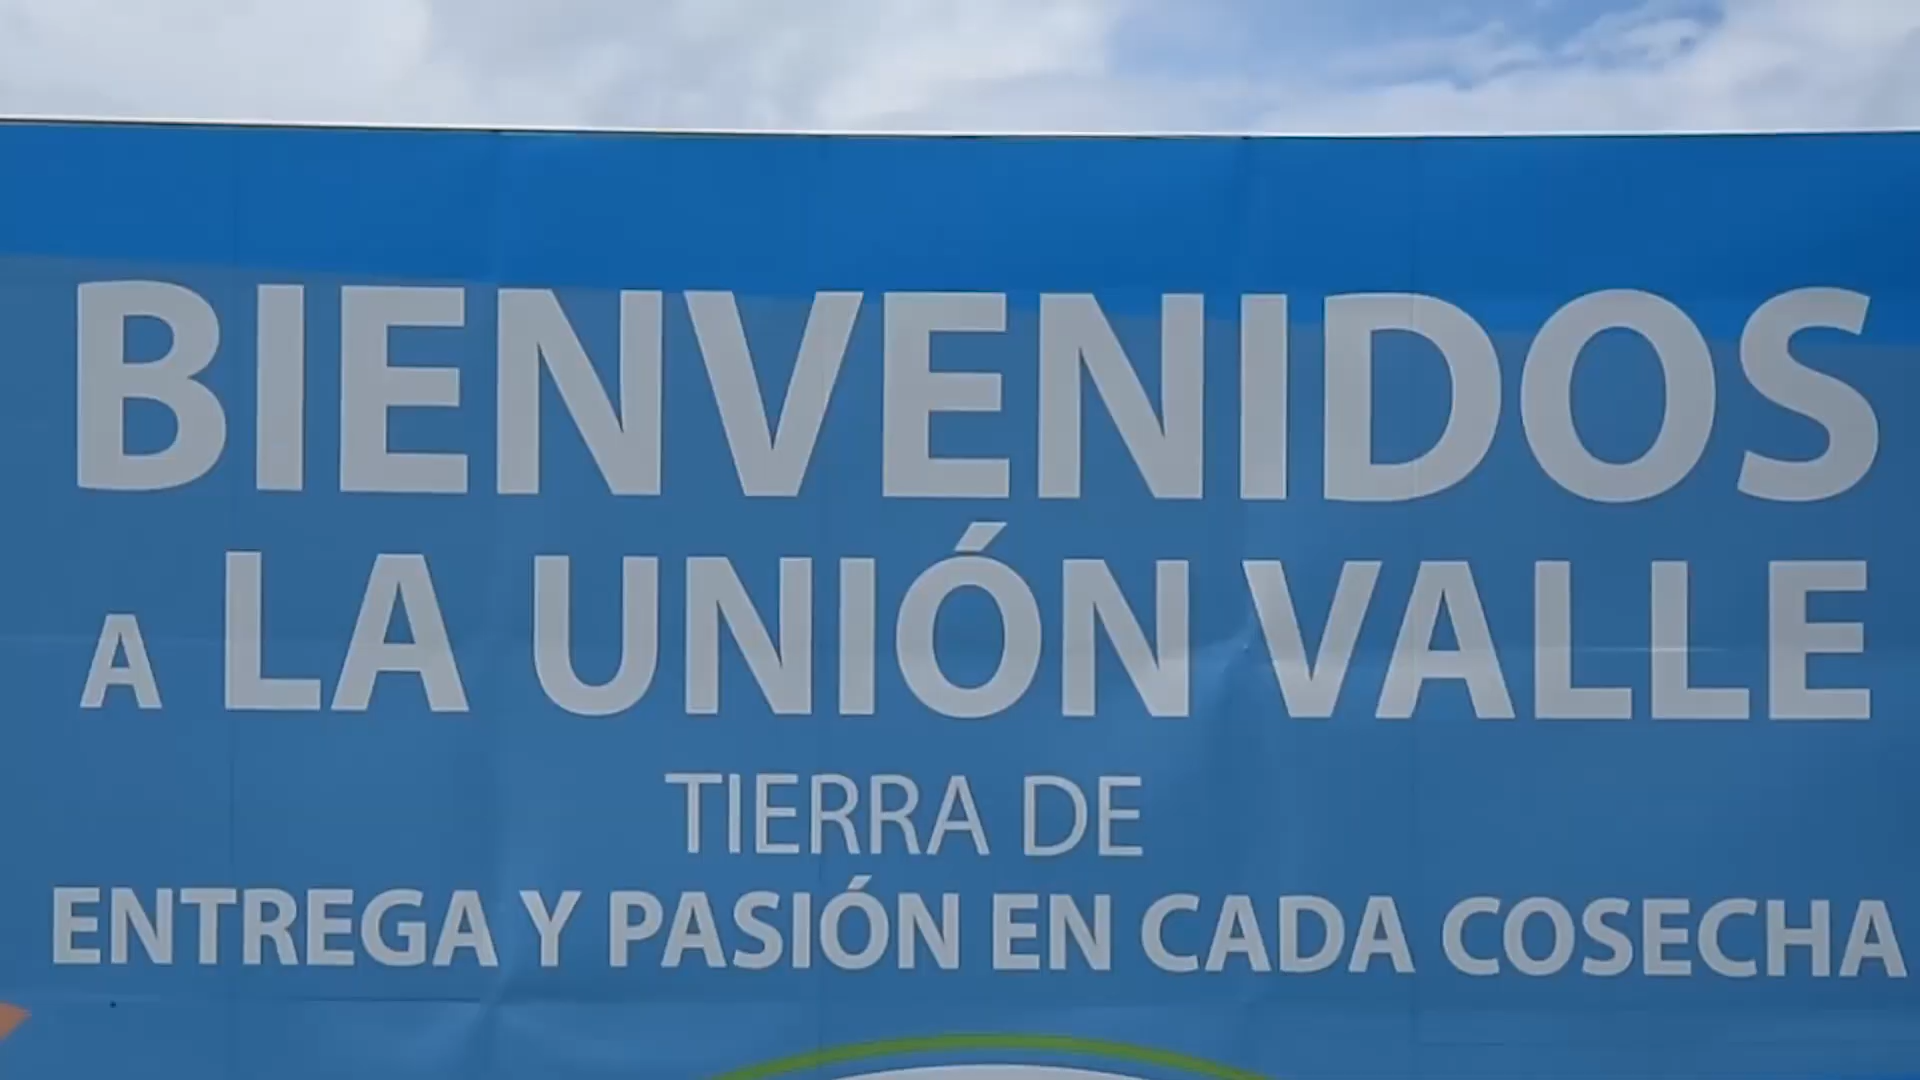 BIENVENIDOS
A LA UNIÓN VALLE
TIERRA DE
ENTREGA Y PASIÓN EN CADA COSECHA